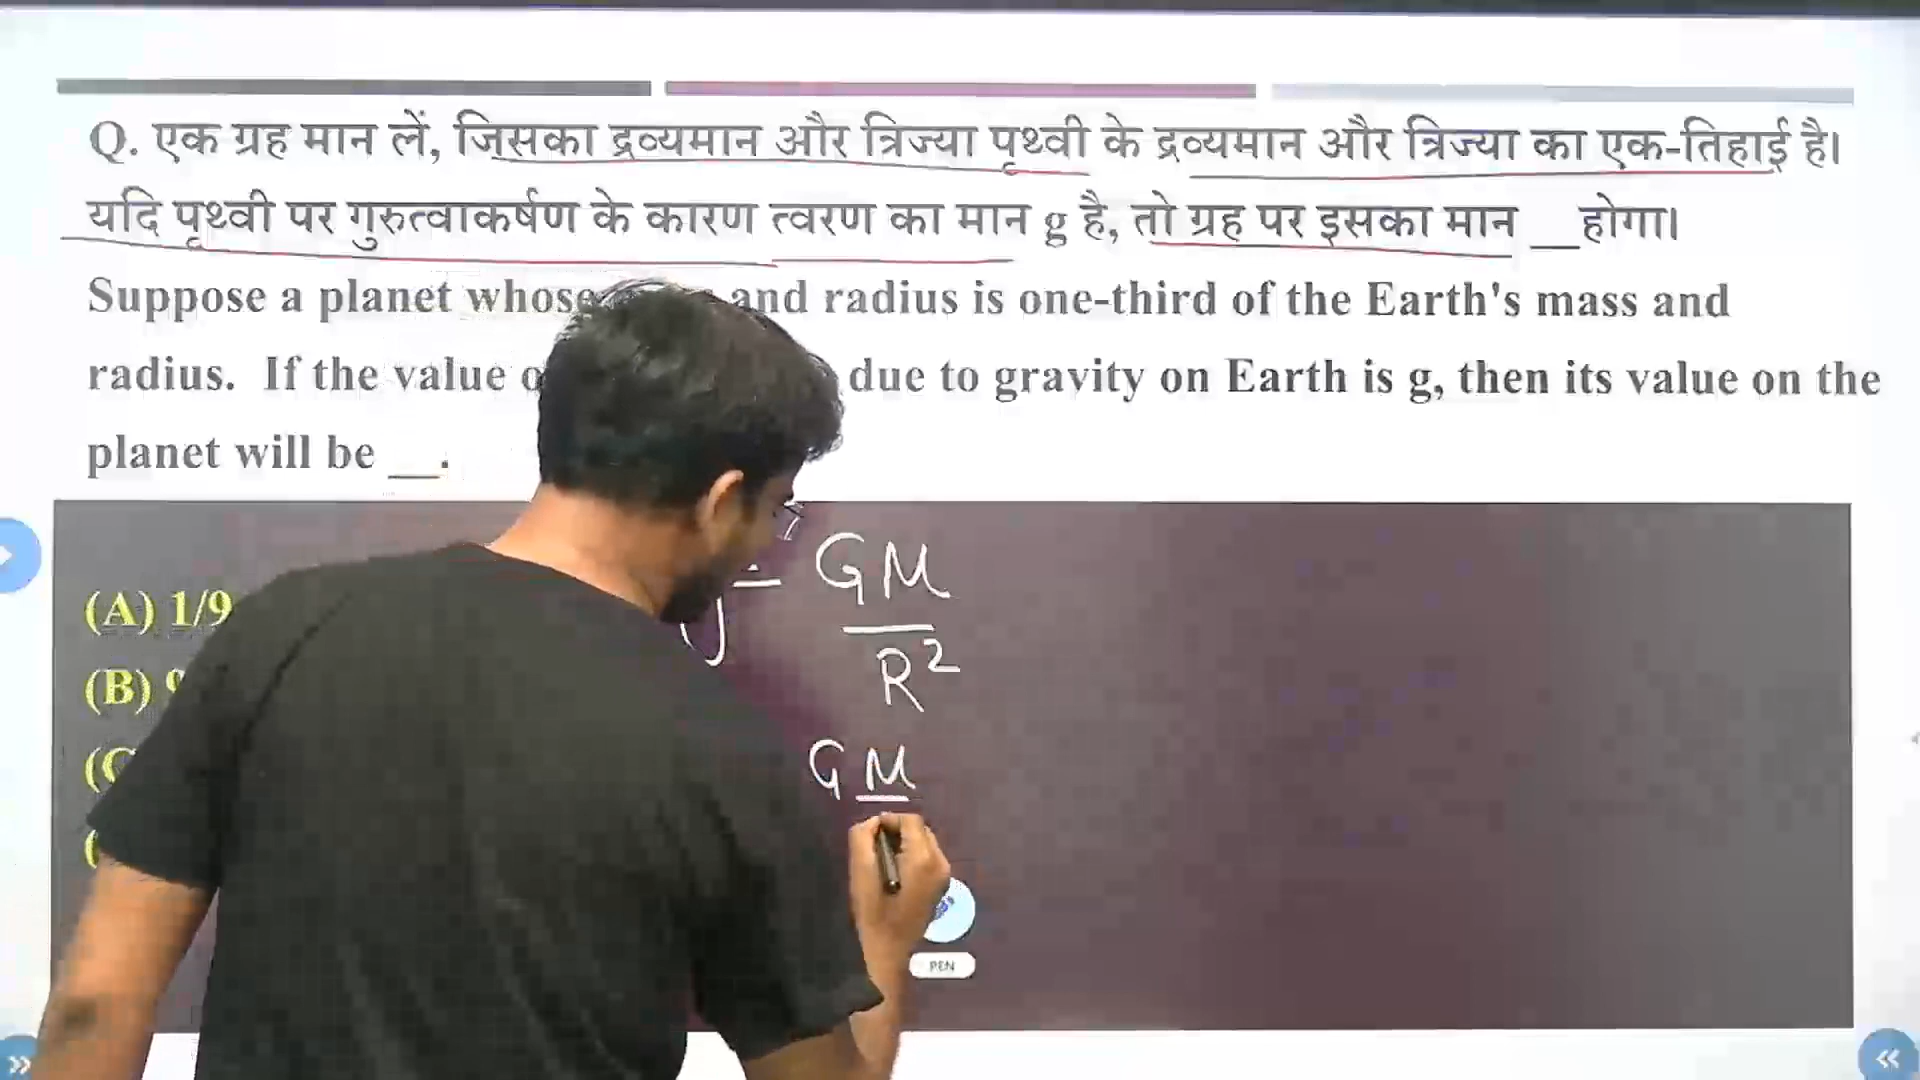 Q. एक ग्रह मान लें, जिसका द्रव्यमान और त्रिज्या पृथ्वी के द्रव्यमान और त्रिज्या का एक-तिहाई है।
यदि पृथ्वी पर गुरुत्वाकर्षण के कारण त्वरण का मान g है, तो ग्रह पर इसका मान __होगा।
Suppose a planet whose and radius is one-third of the Earth's mass and
radius. If the value due to gravity on Earth is g, then its value on the
planet will be __.
(A) 1/9
(B)
= GM
R²
GM
PEN